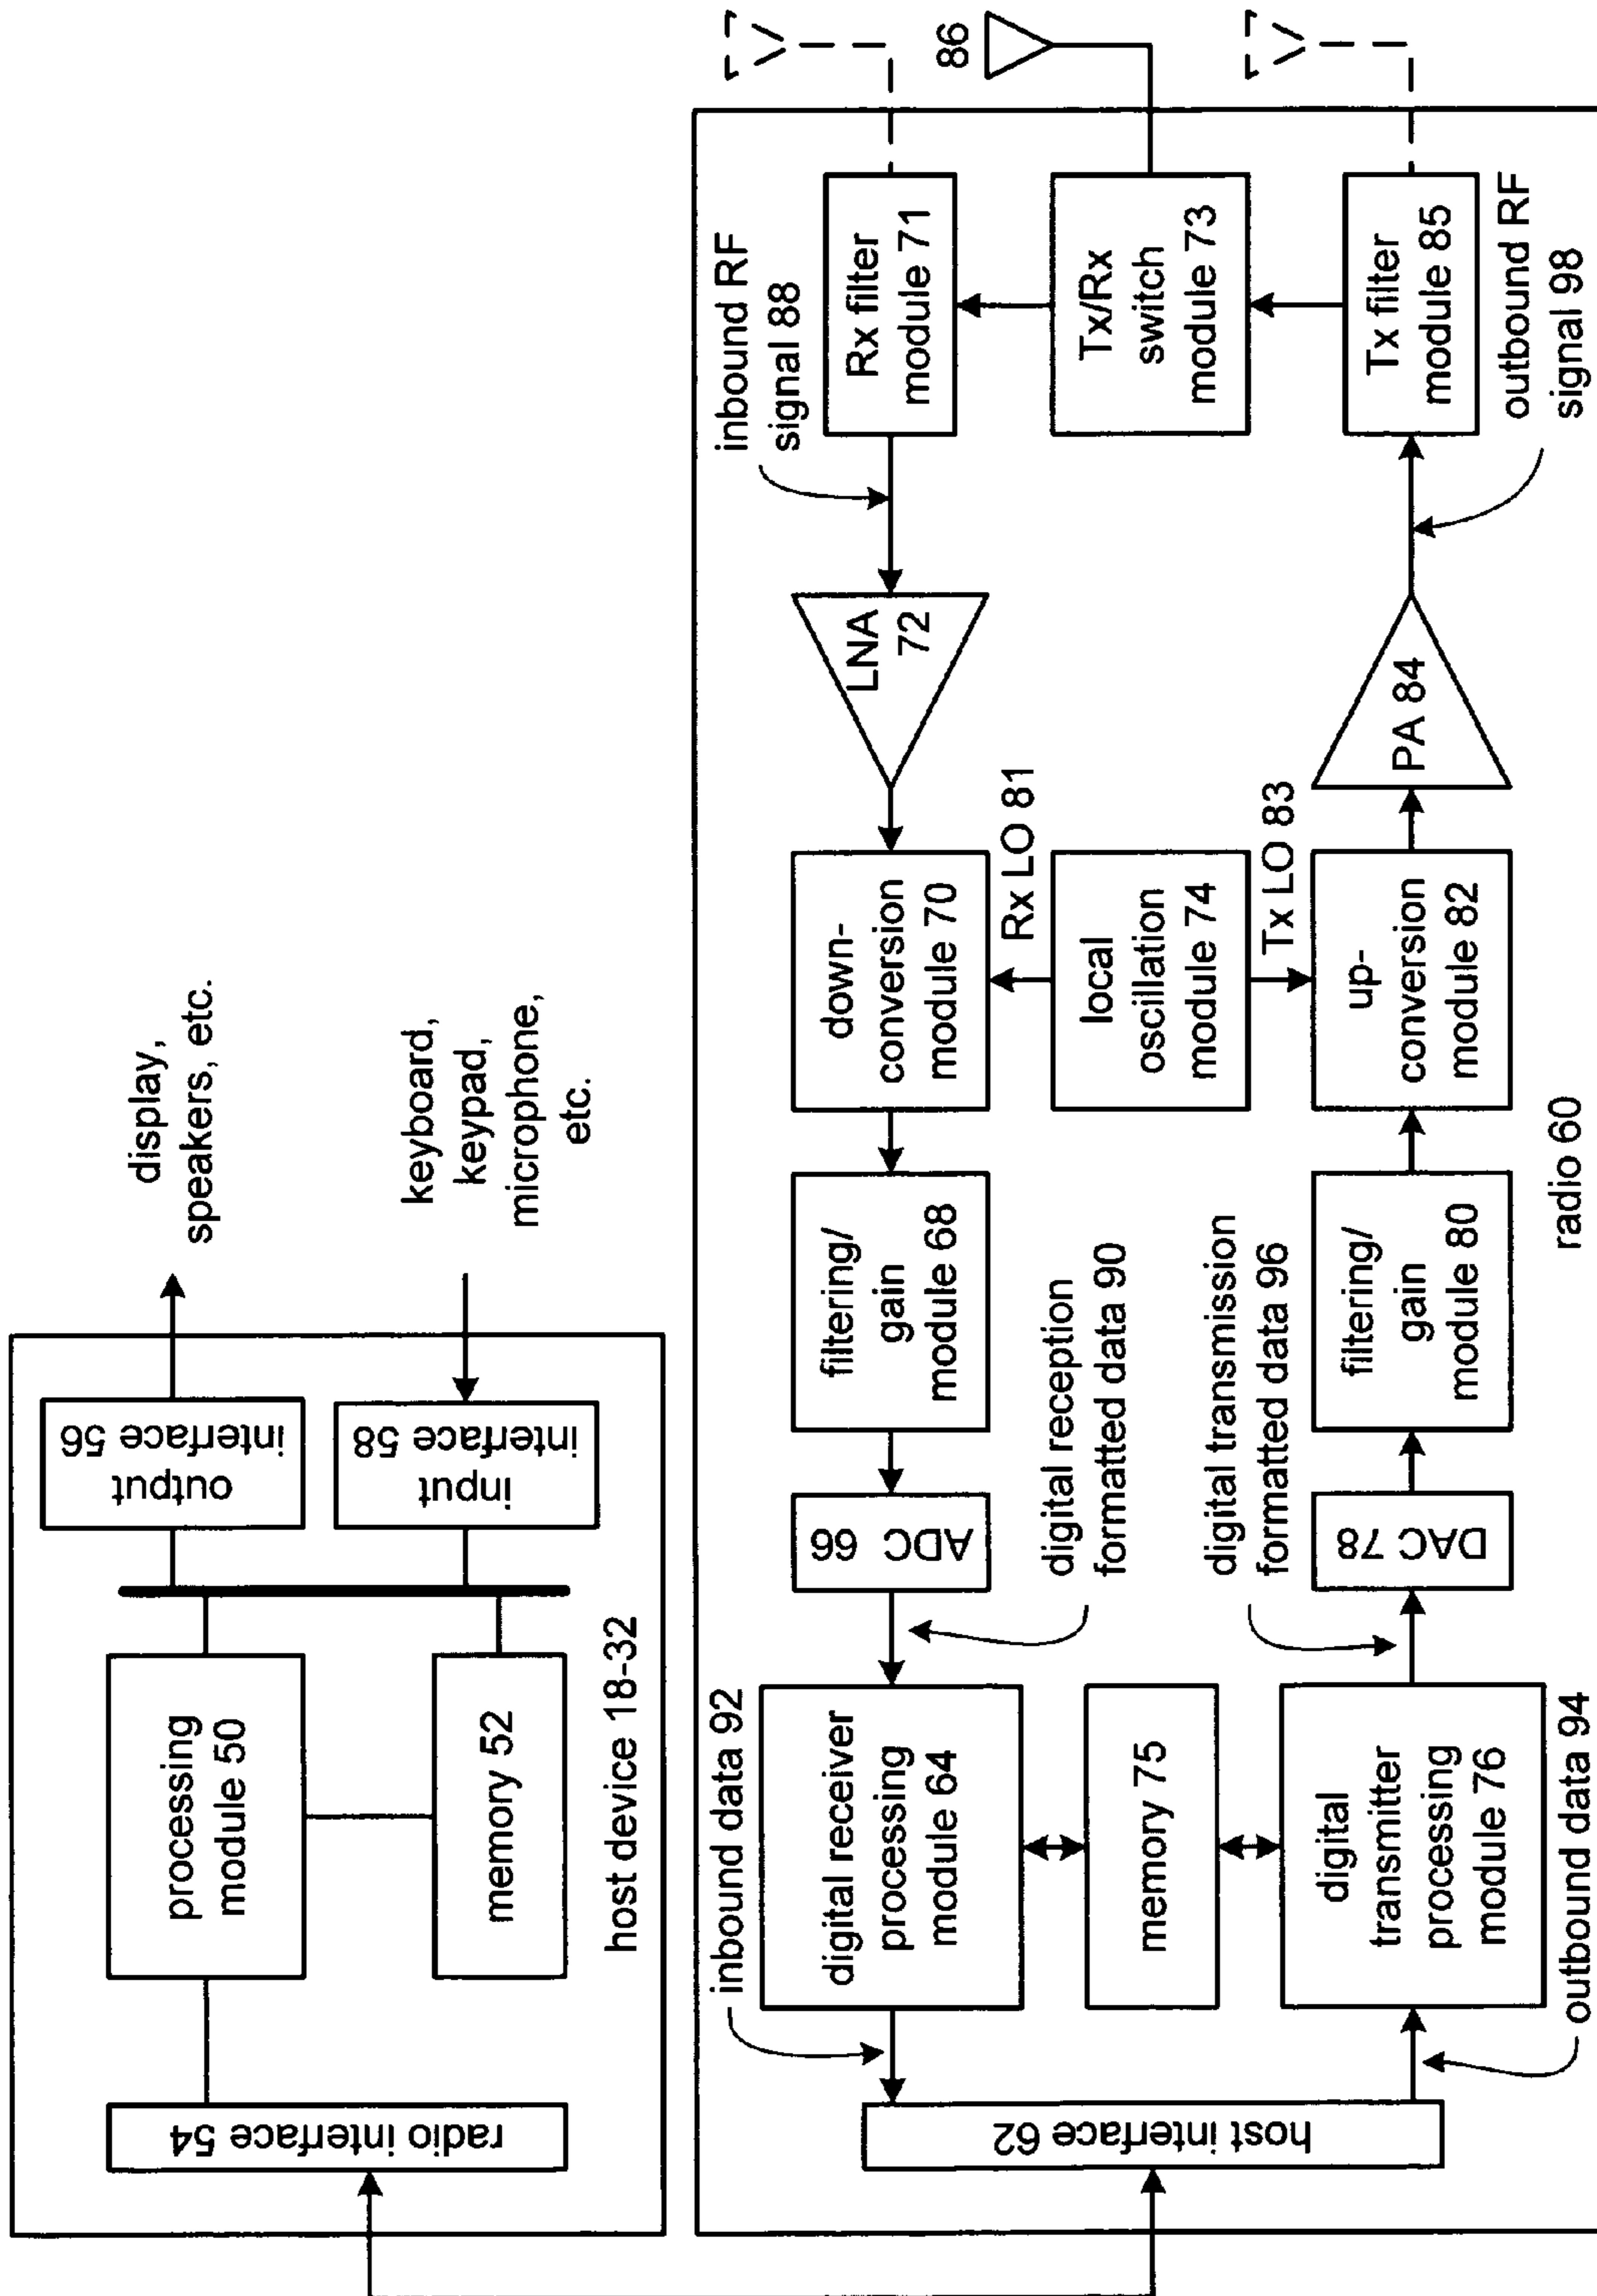 radio interface 54
processing
module 50
memory 52
output
interface 56
input
interface 58
display,
speakers, etc.
keyboard,
keypad,
microphone,
etc.
host device 18-32
host interface 62
inbound data 92
digital receiver
processing
module 64
memory 75
digital
transmitter
processing
module 76
outbound data 94
ADC 66
digital reception
formatted data 90
digital transmission
formatted data 96
DAC 78
filtering/
gain
module 68
filtering/
gain
module 80
down-
conversion
module 70
Rx LO 81
local
oscillation
module 74
Tx LO 83
up-
conversion
module 82
radio 60
LNA
72
PA 84
inbound RF
signal 88
Rx filter
module 71
Tx/Rx
switch
module 73
Tx filter
module 85
outbound RF
signal 98
86